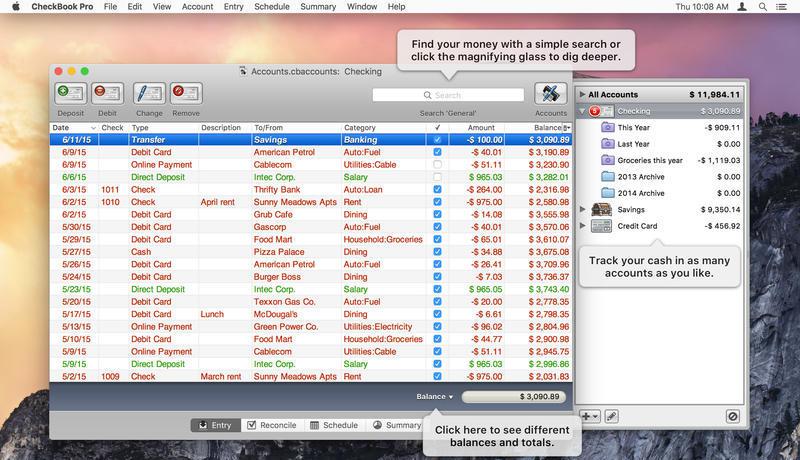 CheckBook Pro File Edit View Account Entry Schedule Summary Window Help Thu 10:08 AM
Find your money with a simple search or
click the magnifying glass to dig deeper.
Accounts.cbaccounts: Checking
Search
Deposit Debit Modify Remove Search 'General' Accounts
Date Check Type Description To/From Category ✓ Amount Balance
6/11/15 Transfer Savings Banking -$ 100.00 $ 3,090.89
6/9/15 Debit Card American Petrol Auto:Fuel -$ 40.01 $ 3,190.89
6/9/15 Online Payment Cablecom Utilities:Cable -$ 51.11 $ 3,230.90
6/6/15 Direct Deposit Intec Corp. Salary $ 965.03 $ 3,282.01
6/3/15 1011 Check Thrifty Bank Auto:Loan -$ 264.00 $ 2,316.98
6/2/15 1010 Check April rent Sunny Meadows Apts Rent -$ 975.00 $ 2,580.98
6/2/15 Debit Card Grub Cafe Dining -$ 14.08 $ 3,555.98
5/30/15 Debit Card Gascorp Auto:Fuel -$ 40.01 $ 3,570.06
5/29/15 Debit Card Food Mart Household:Groceries -$ 65.01 $ 3,610.07
5/27/15 Cash Pizza Palace Dining -$ 34.88 $ 3,675.08
5/26/15 Debit Card American Petrol Auto:Fuel -$ 26.41 $ 3,709.96
5/24/15 Debit Card Burger Boss Dining -$ 7.03 $ 3,736.37
5/23/15 Direct Deposit Intec Corp. Salary $ 965.05 $ 3,743.40
5/20/15 Debit Card Texxon Gas Co. Auto:Fuel -$ 20.00 $ 2,778.35
5/17/15 Debit Card Lunch McDougal's Dining -$ 6.61 $ 2,798.35
5/13/15 Online Payment Green Power Co. Utilities:Electricity -$ 96.02 $ 2,804.96
5/10/15 Debit Card Food Mart Household:Groceries -$ 44.77 $ 2,900.98
5/9/15 Online Payment Cablecom Utilities:Cable -$ 51.11 $ 2,945.75
5/9/15 Direct Deposit Intec Corp. Salary $ 965.03 $ 2,996.86
5/2/15 1009 Check March rent Sunny Meadows Apts Rent -$ 975.00 $ 2,031.83
Balance $ 3,090.89
Entry Reconcile Schedule Summary
Click here to see different
balances and totals.
All Accounts $ 11,984.11
5 Checking $ 3,090.89
This Year -$ 909.11
Last Year $ 0.00
Groceries this year -$ 1,119.03
2013 Archive $ 0.00
2014 Archive $ 0.00
Savings $ 9,350.14
Credit Card -$ 456.92
Track your cash in as many
accounts as you like.